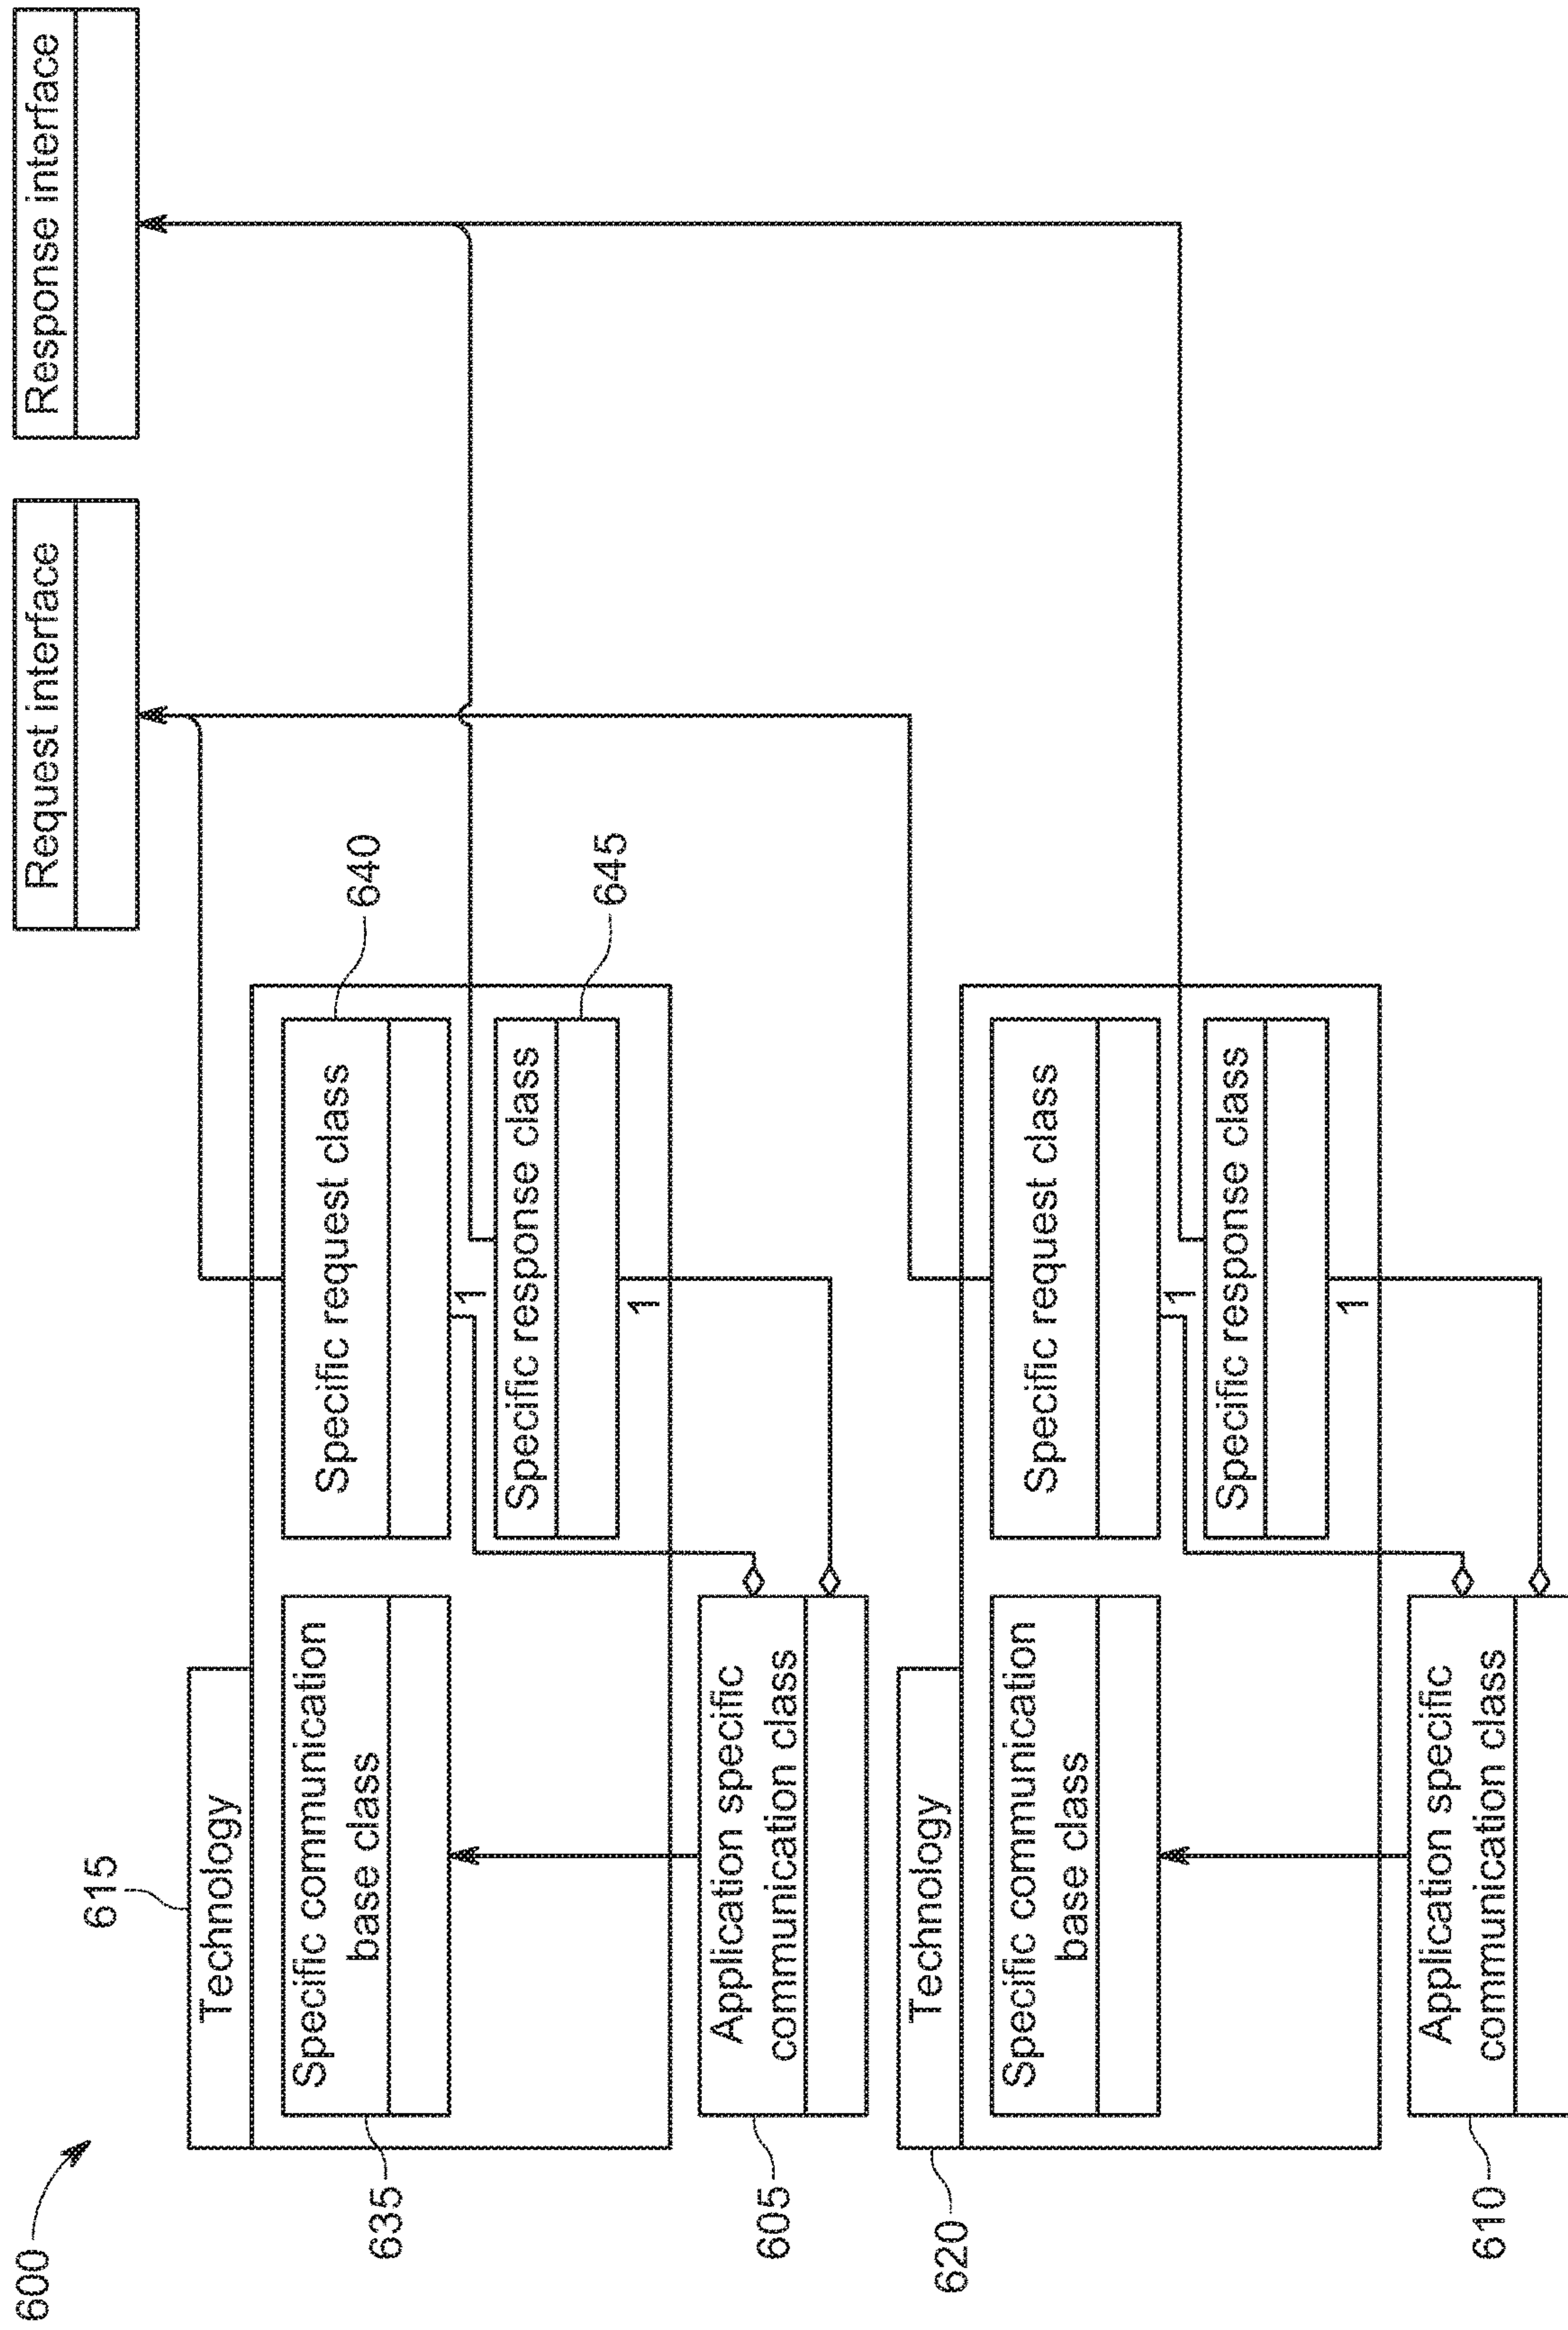 600
615
Technology
635
Specific communication
base class
Specific request class
640
1
Specific response class
645
1
605
Application specific
communication class
Request interface
Response interface
620
Technology
Specific communication
base class
Specific request class
1
Specific response class
1
610
Application specific
communication class